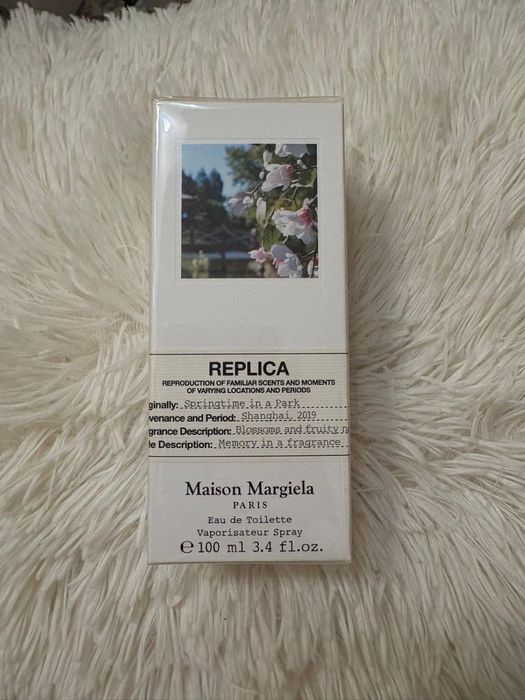 REPLICA
REPRODUCTION OF FAMILIAR SCENTS AND MOMENTS
OF VARYING LOCATIONS AND PERIODS
ginally: Springtime in a Park
venance and Period: Shanghai, 2019
grance Description: Blossoms and fruity n
le Description: Memory in a fragrance
Maison Margiela
PARIS
Eau de Toilette
Vaporisateur Spray
℮ 100 ml 3.4 fl.oz.